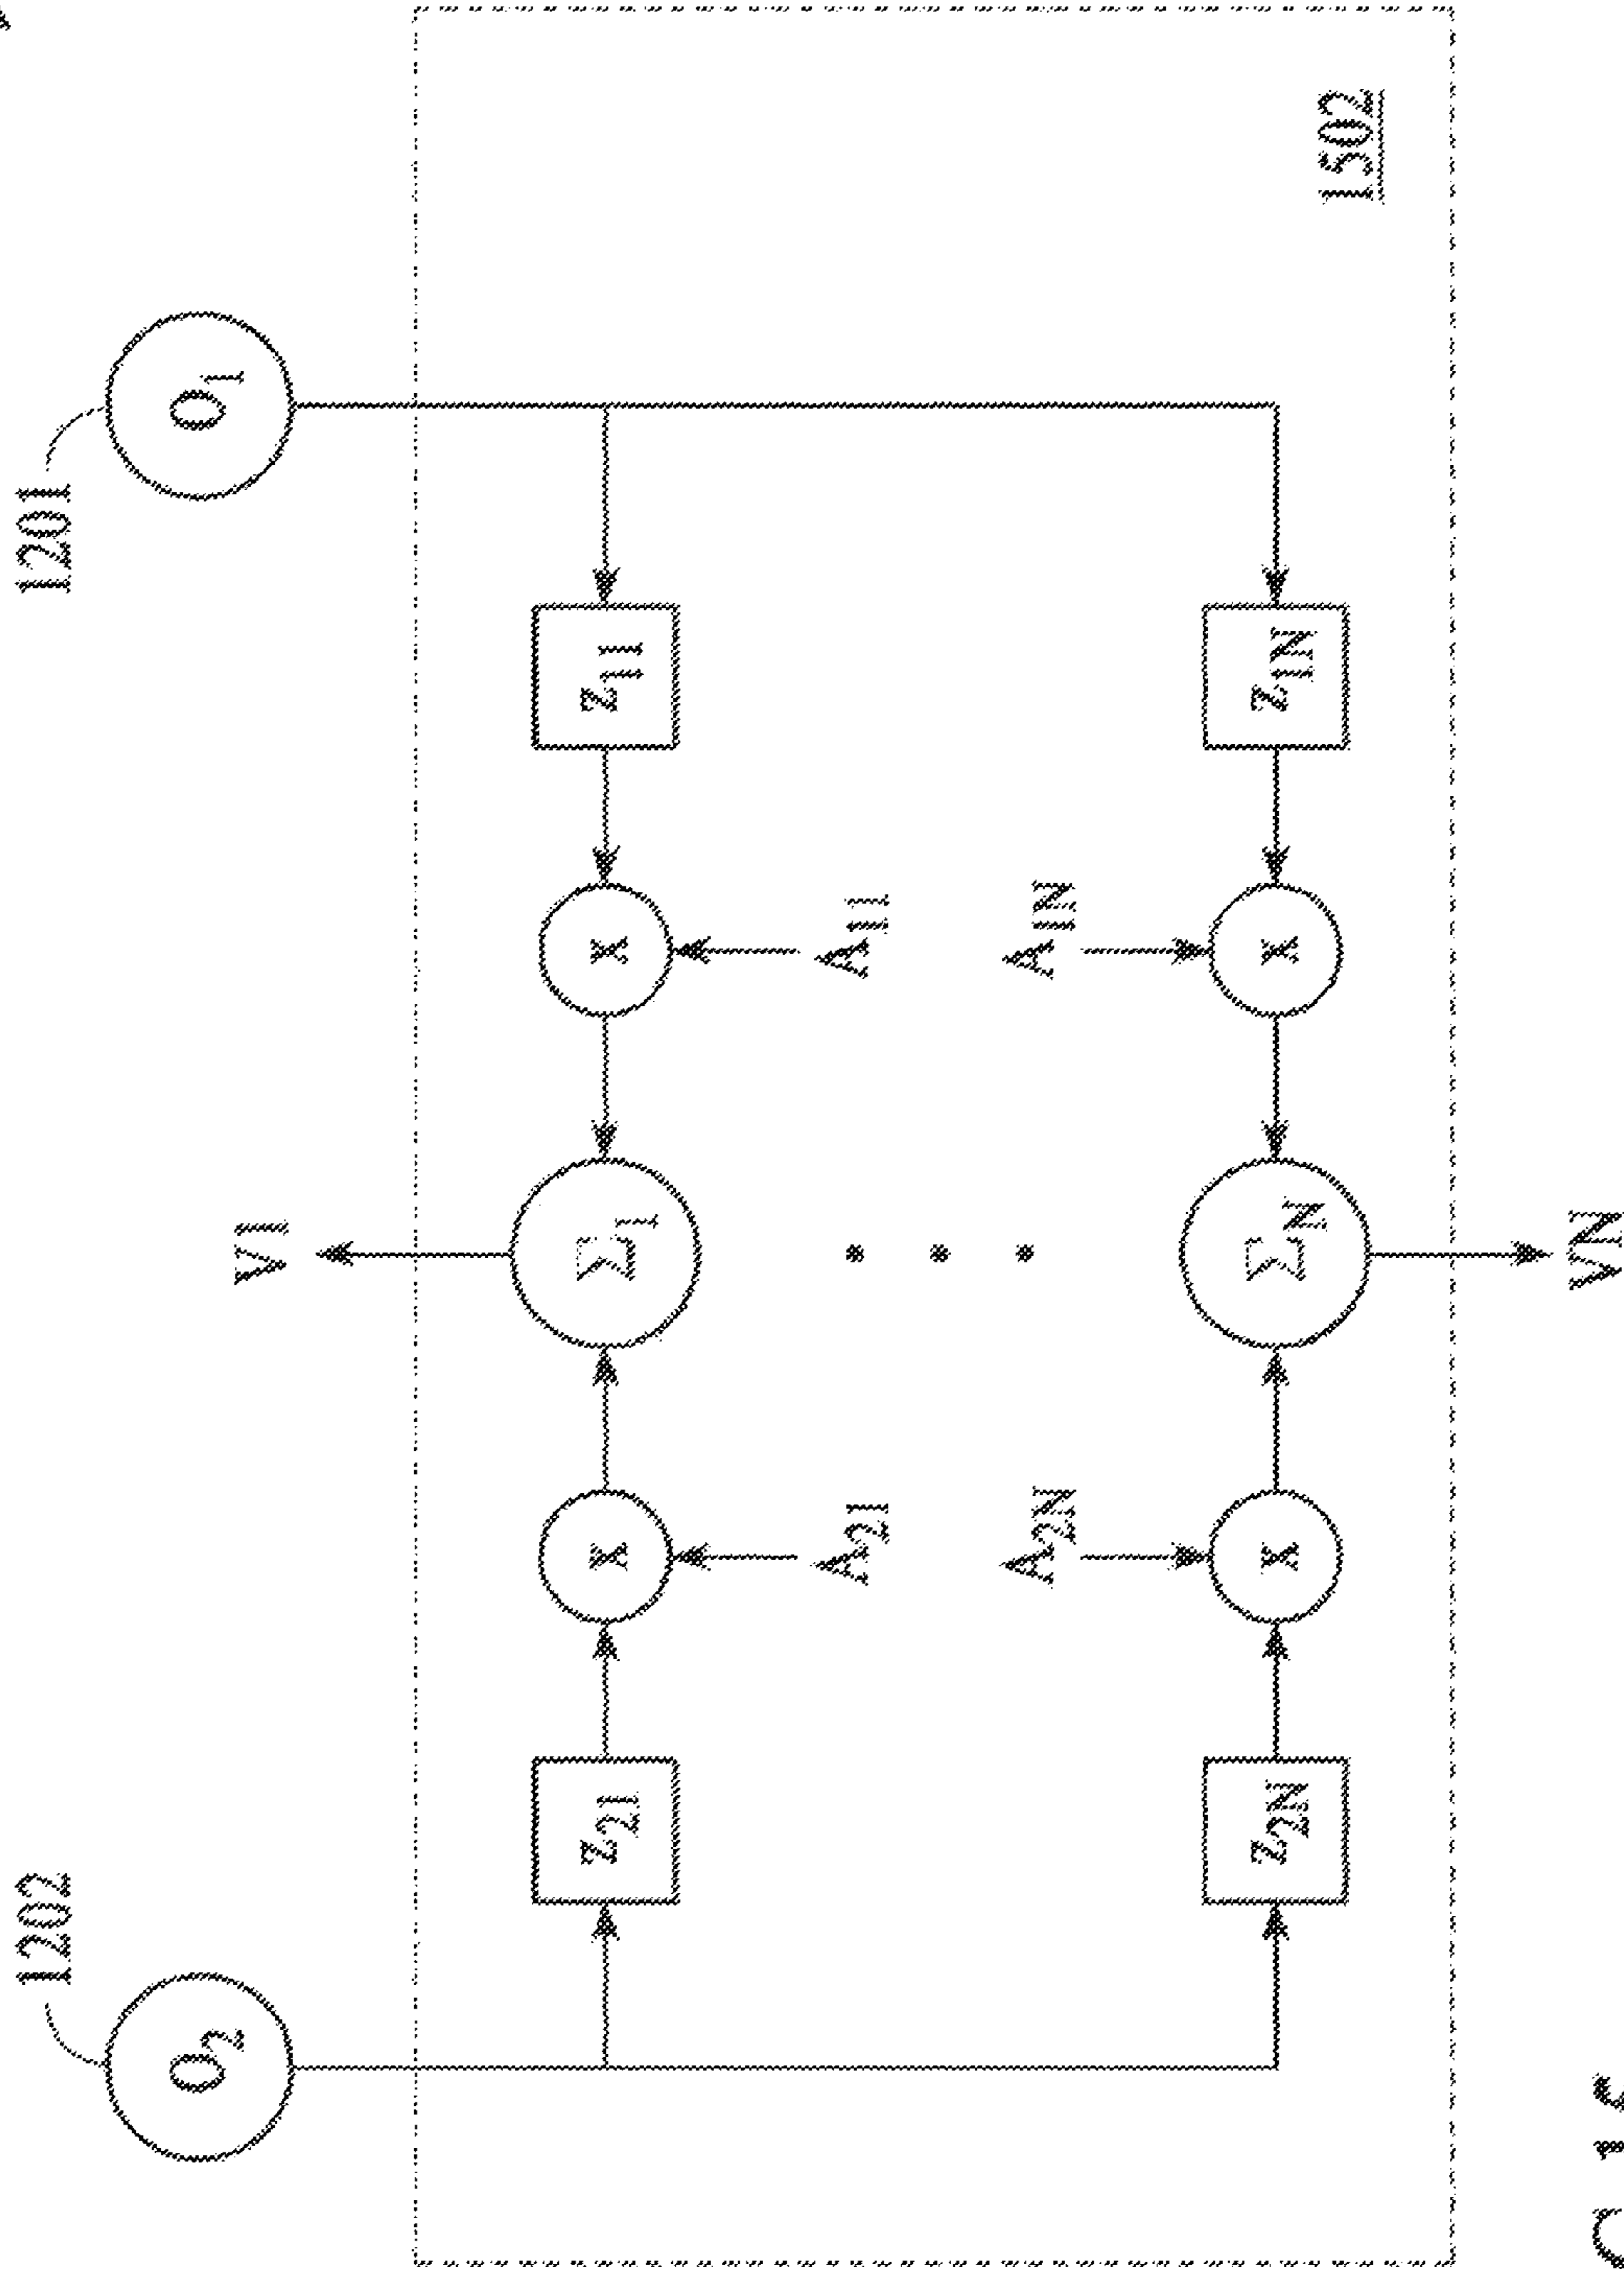 1202 1201
O₂ O₁
V1
z₂₁ x Σ₁ x z₁₁
A₂₁ A₁₁
A₂N A₁N
z₂N x ΣN x z₁N
1502
VN